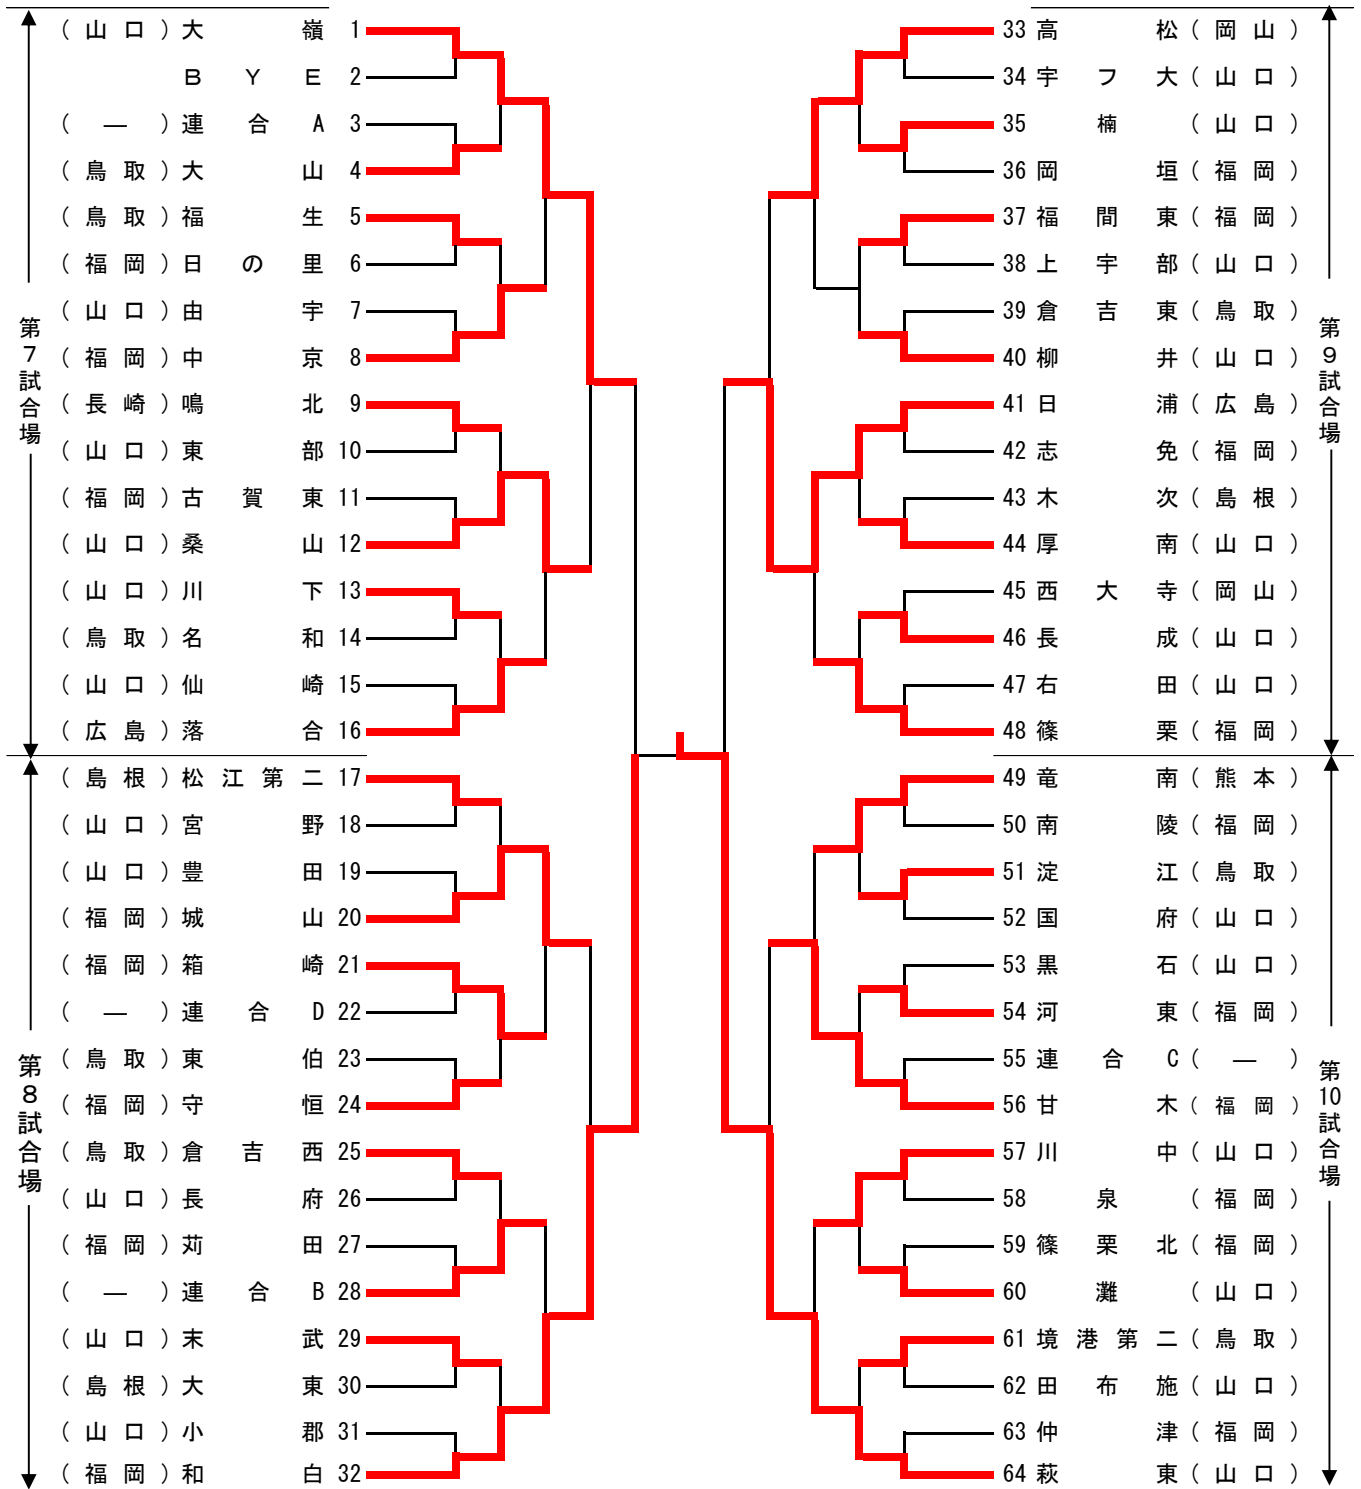 (山口)大嶺 1
BYE 2
(―)連合A 3
(鳥取)大山 4
(鳥取)福生 5
(福岡)日の里 6
(山口)由宇 7
(福岡)中京 8
(長崎)鳴北 9
(山口)東部 10
(福岡)古賀東 11
(山口)桑山 12
(山口)川下 13
(鳥取)名和 14
(山口)仙崎 15
(広島)落合 16
第7試合場
(島根)松江第二 17
(山口)宮野 18
(山口)豊田 19
(福岡)城山 20
(福岡)箱崎 21
(―)連合D 22
(鳥取)東伯 23
(福岡)守恒 24
(鳥取)倉吉西 25
(山口)長府 26
(福岡)苅田 27
(―)連合B 28
(山口)末武 29
(島根)大東 30
(山口)小郡 31
(福岡)和白 32
第8試合場
33 高松(岡山)
34 宇フ大(山口)
35 楠(山口)
36 岡垣(福岡)
37 福間東(福岡)
38 上宇部(山口)
39 倉吉東(鳥取)
40 柳井(山口)
41 日浦(広島)
42 志免(福岡)
43 木次(島根)
44 厚南(山口)
45 西大寺(岡山)
46 長成(山口)
47 右田(山口)
48 篠栗(福岡)
第9試合場
49 竜南(熊本)
50 南陵(福岡)
51 淀江(鳥取)
52 国府(山口)
53 黒石(山口)
54 河東(福岡)
55 連合C(―)
56 甘木(福岡)
57 川中(山口)
58 泉(福岡)
59 篠栗北(福岡)
60 灘(山口)
61 境港第二(鳥取)
62 田布施(山口)
63 仲津(福岡)
64 萩東(山口)
第10試合場